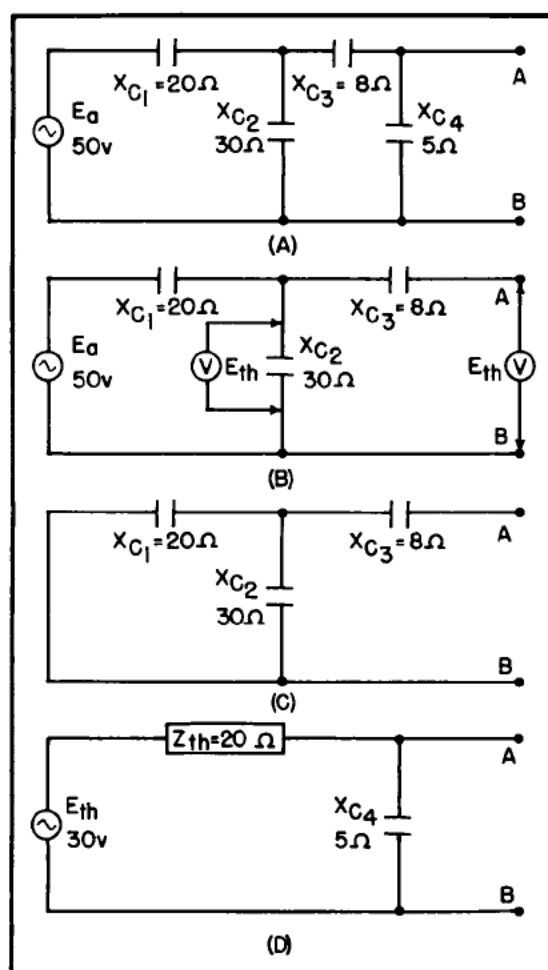 Ea
50v
XC1=20Ω
XC2
30Ω
XC3=8Ω
XC4
5Ω
A
B
(A)
Ea
50v
XC1=20Ω
V
Eth
XC2
30Ω
XC3=8Ω
A
V
Eth
B
(B)
XC1=20Ω
XC2
30Ω
XC3=8Ω
A
B
(C)
Eth
30v
Zth=20 Ω
XC4
5Ω
A
B
(D)